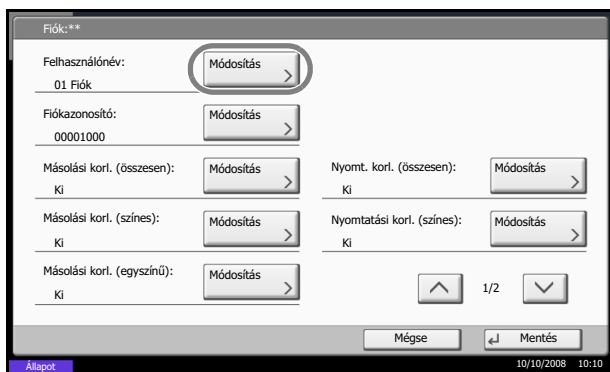 Fiók:**
Felhasználónév:
Módosítás
01 Fiók
Fiókazonosító:
Módosítás
00001000
Másolási korl. (összesen):
Módosítás
Ki
Nyomt. korl. (összesen):
Módosítás
Ki
Másolási korl. (színes):
Módosítás
Ki
Nyomtatási korl. (színes):
Módosítás
Ki
Másolási korl. (egyszínű):
Módosítás
Ki
1/2
Mégse
Mentés
Állapot
10/10/2008 10:10